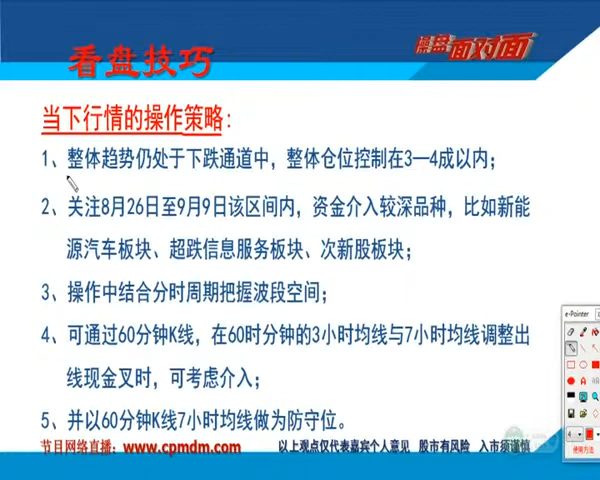 看盘技巧
操盘面对面
当下行情的操作策略:
1、整体趋势仍处于下跌通道中，整体仓位控制在3—4成以内；
2、关注8月26日至9月9日该区间内，资金介入较深品种，比如新能
源汽车板块、超跌信息服务板块、次新股板块；
3、操作中结合分时周期把握波段空间；
4、可通过60分钟K线，在60时分钟的3小时均线与7小时均线调整出
线现金叉时，可考虑介入；
5、并以60分钟K线7小时均线做为防守位。
e-Pointer
使用方法
节目网络直播：www.cpmdm.com 以上观点仅代表嘉宾个人意见 股市有风险 入市须谨慎